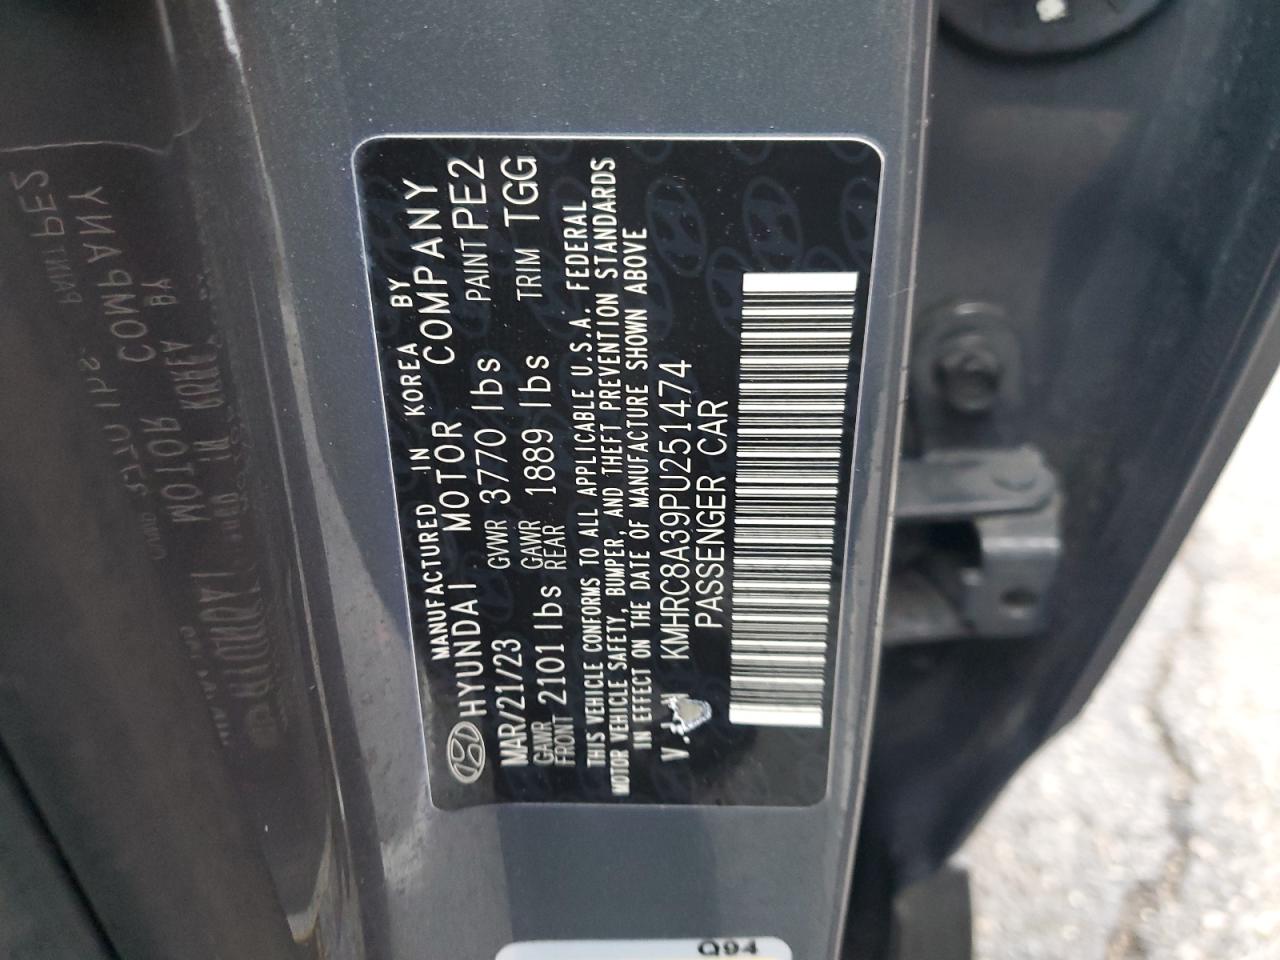 MANUFACTURED IN KOREA BY
HYUNDAI MOTOR COMPANY
MAR/21/23 GVWR 3770 lbs PAINT PE2
GAWR FRONT 2101 lbs GAWR REAR 1889 lbs TRIM TGG
THIS VEHICLE CONFORMS TO ALL APPLICABLE U.S.A. FEDERAL
MOTOR VEHICLE SAFETY, BUMPER, AND THEFT PREVENTION STANDARDS
IN EFFECT ON THE DATE OF MANUFACTURE SHOWN ABOVE
KMHRC8A39PU251474
PASSENGER CAR
Q94